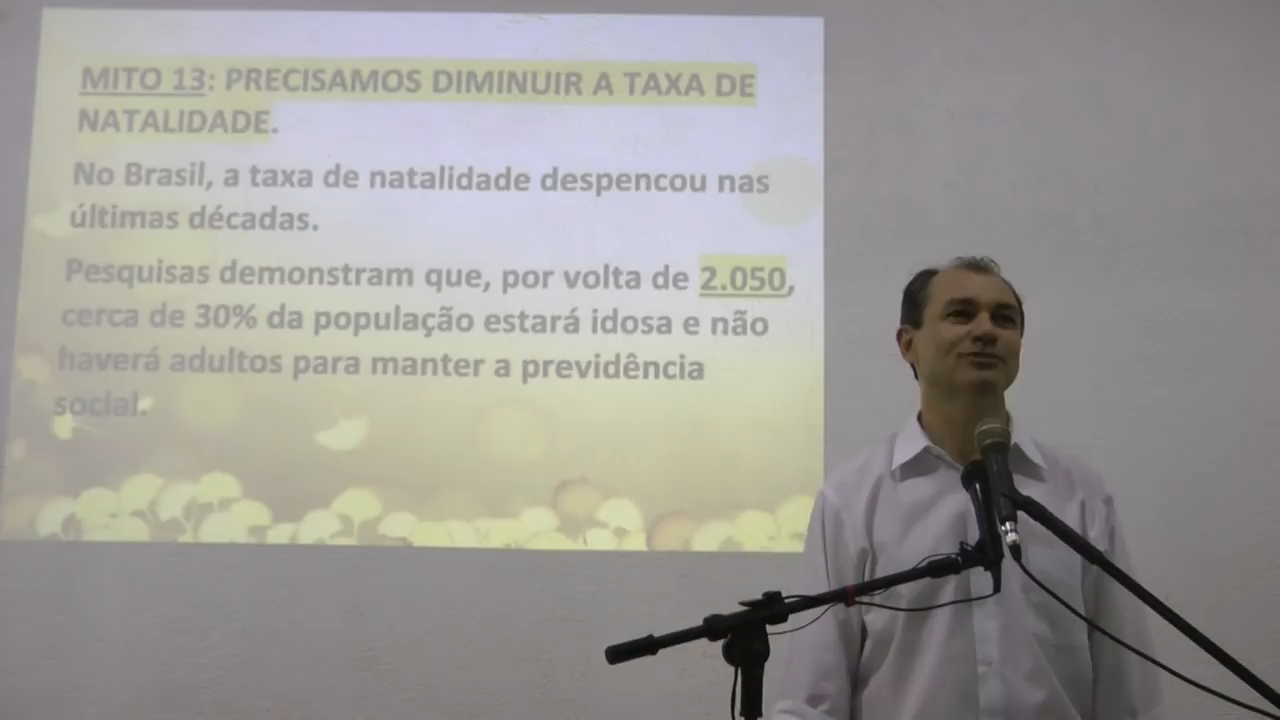 MITO 13: PRECISAMOS DIMINUIR A TAXA DE
NATALIDADE.
No Brasil, a taxa de natalidade despencou nas
últimas décadas.
Pesquisas demonstram que, por volta de 2.050,
cerca de 30% da população estará idosa e não
haverá adultos para manter a previdência
social.